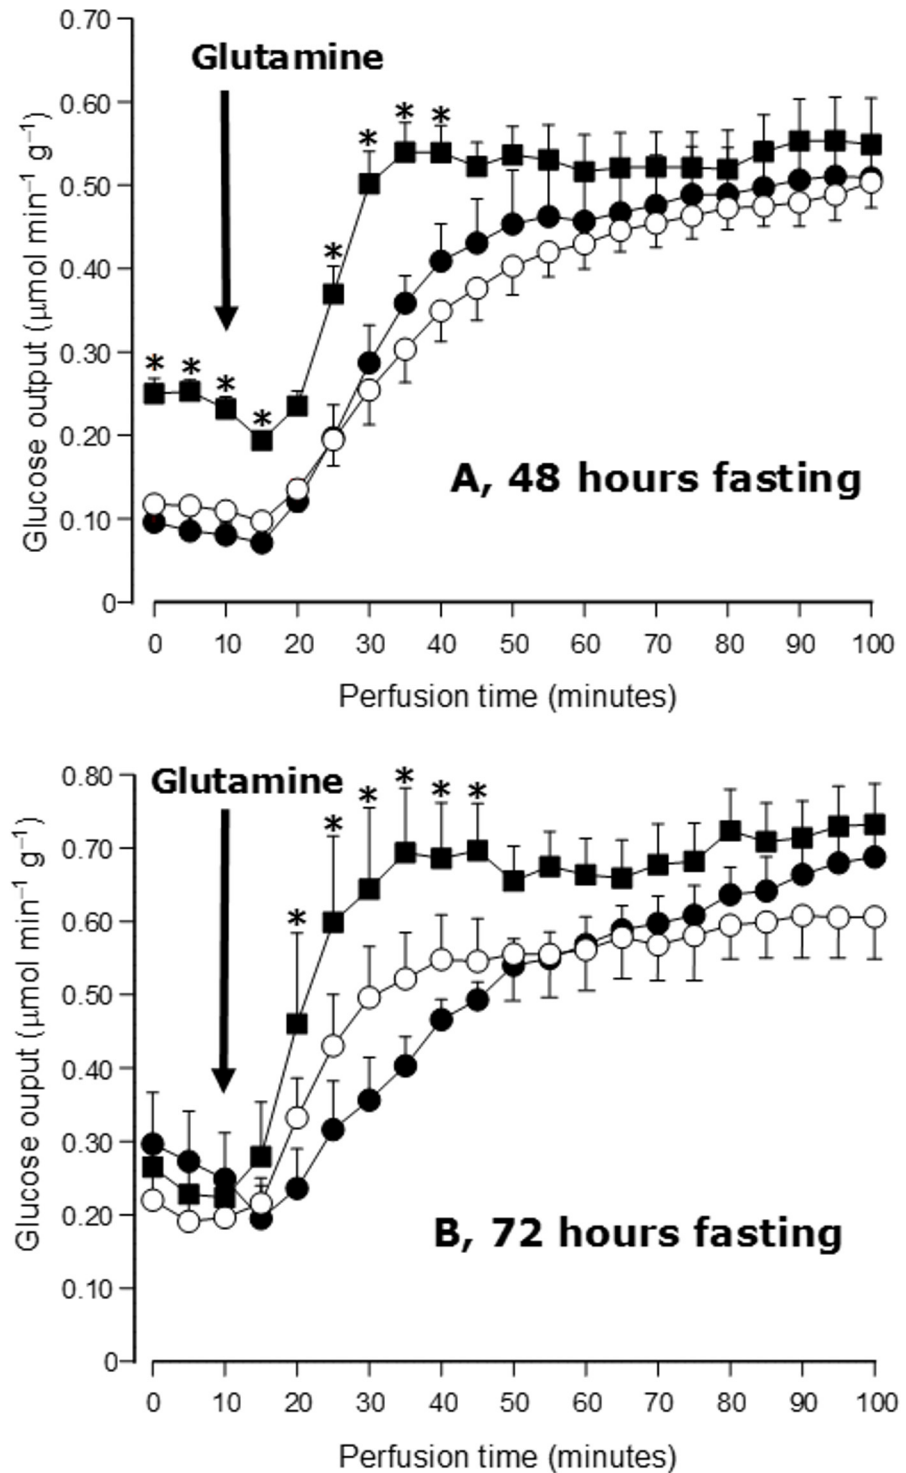 0.70
Glutamine
0.60
* * *
*
0.50
0.40
*
0.30
* * * *
0.20
A, 48 hours fasting
0.10
0
Glucose output (µmol min⁻¹ g⁻¹)
0 10 20 30 40 50 60 70 80 90 100
Perfusion time (minutes)
0.80
Glutamine
* * * * *
0.70
*
0.60
0.50
0.40
0.30
0.20
B, 72 hours fasting
0.10
0
Glucose ouput (µmol min⁻¹ g⁻¹)
0 10 20 30 40 50 60 70 80 90 100
Perfusion time (minutes)